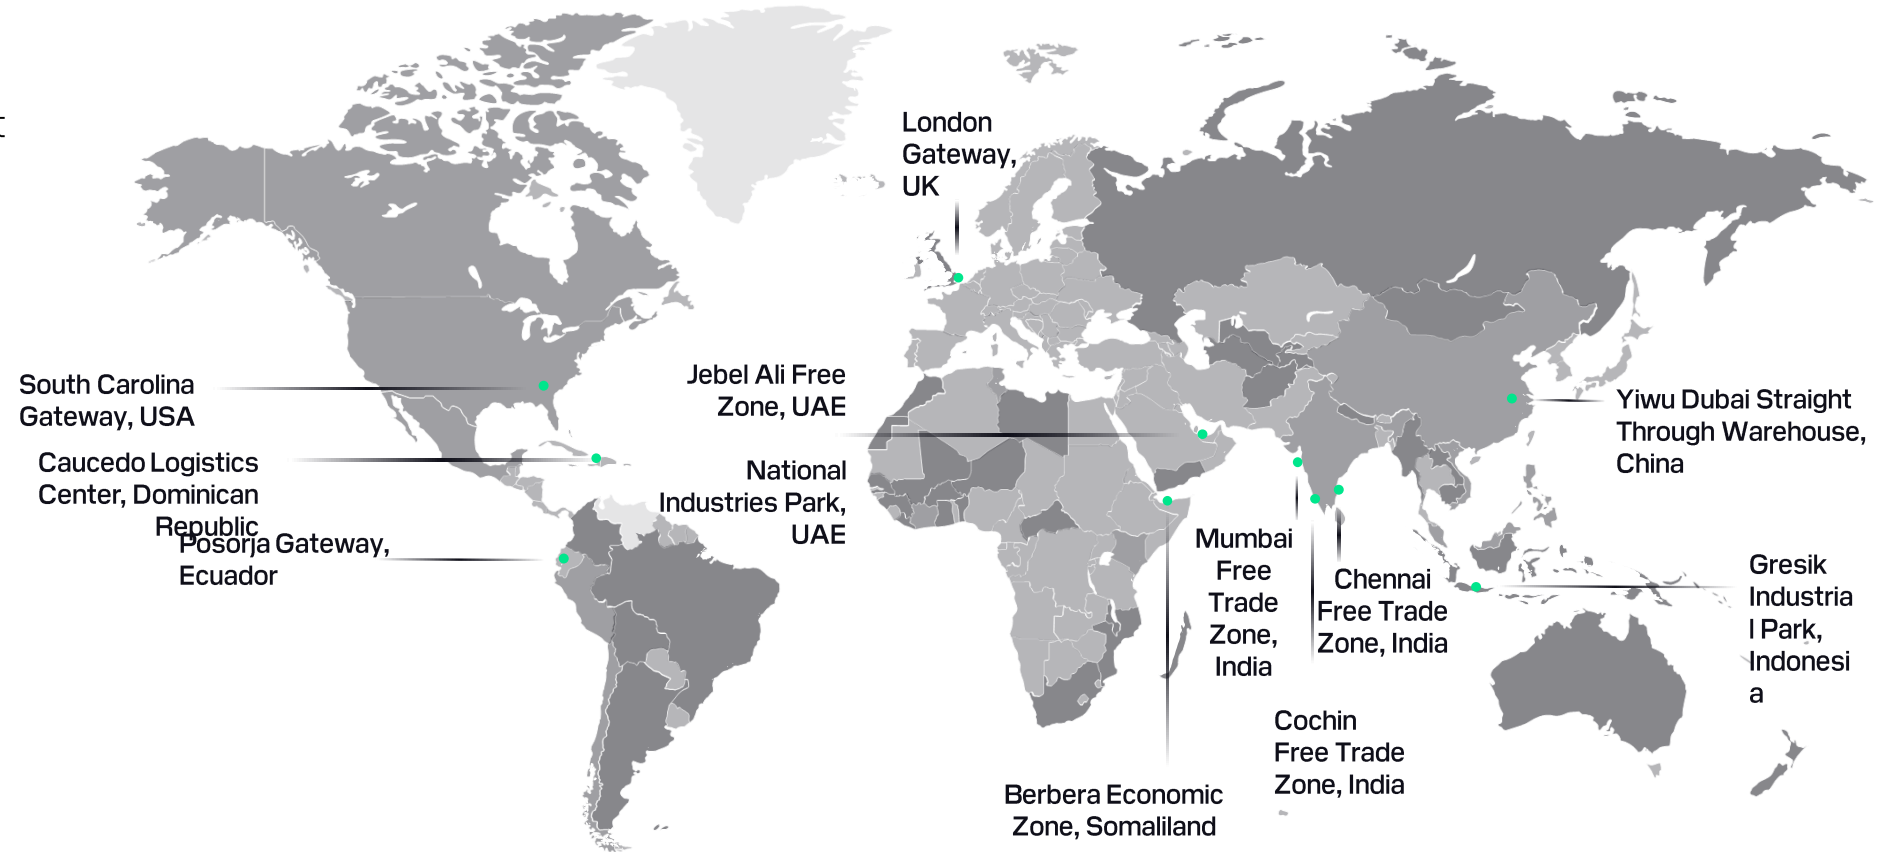 London
Gateway,
UK
South Carolina
Gateway, USA
Jebel Ali Free
Zone, UAE
Yiwu Dubai Straight
Through Warehouse,
China
Caucedo Logistics
Center, Dominican
Republic
National
Industries Park,
UAE
Posorja Gateway,
Ecuador
Mumbai
Free
Trade
Zone,
India
Chennai
Free Trade
Zone, India
Gresik
Industria
l Park,
Indonesi
a
Cochin
Free Trade
Zone, India
Berbera Economic
Zone, Somaliland